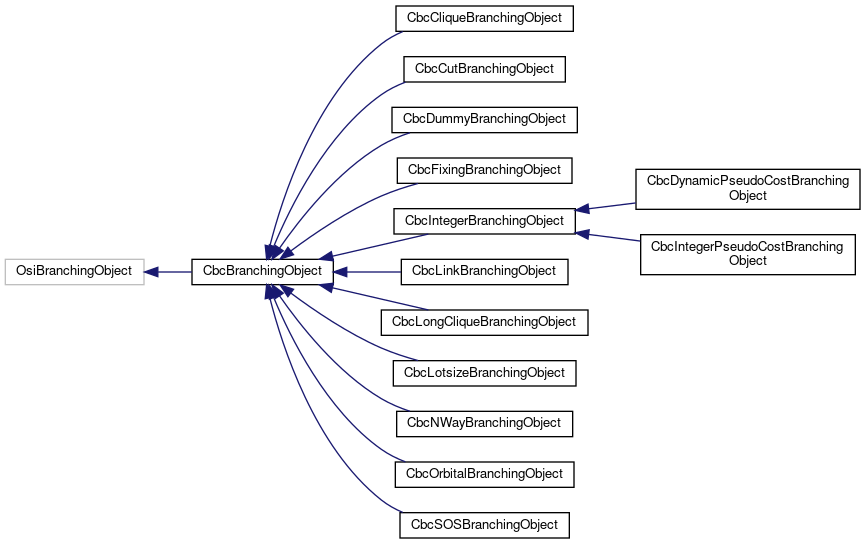 OsiBranchingObject
CbcBranchingObject
CbcCliqueBranchingObject
CbcCutBranchingObject
CbcDummyBranchingObject
CbcFixingBranchingObject
CbcIntegerBranchingObject
CbcDynamicPseudoCostBranching
Object
CbcIntegerPseudoCostBranching
Object
CbcLinkBranchingObject
CbcLongCliqueBranchingObject
CbcLotsizeBranchingObject
CbcNWayBranchingObject
CbcOrbitalBranchingObject
CbcSOSBranchingObject